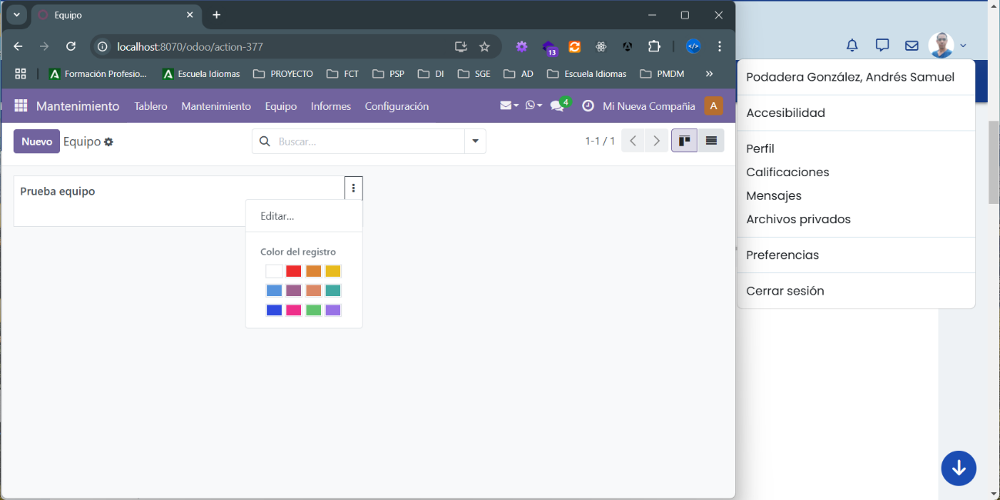 Equipo
localhost:8070/odoo/action-377
13
</>
Formación Profesio...
Escuela Idiomas
PROYECTO
FCT
PSP
DI
SGE
AD
Escuela Idiomas
PMDM
»
Mantenimiento
Tablero
Mantenimiento
Equipo
Informes
Configuración
4
Mi Nueva Compañia
A
Nuevo
Equipo
Buscar...
1-1 / 1
Prueba equipo
Editar...
Color del registro
Podadera González, Andrés Samuel
Accesibilidad
Perfil
Calificaciones
Mensajes
Archivos privados
Preferencias
Cerrar sesión